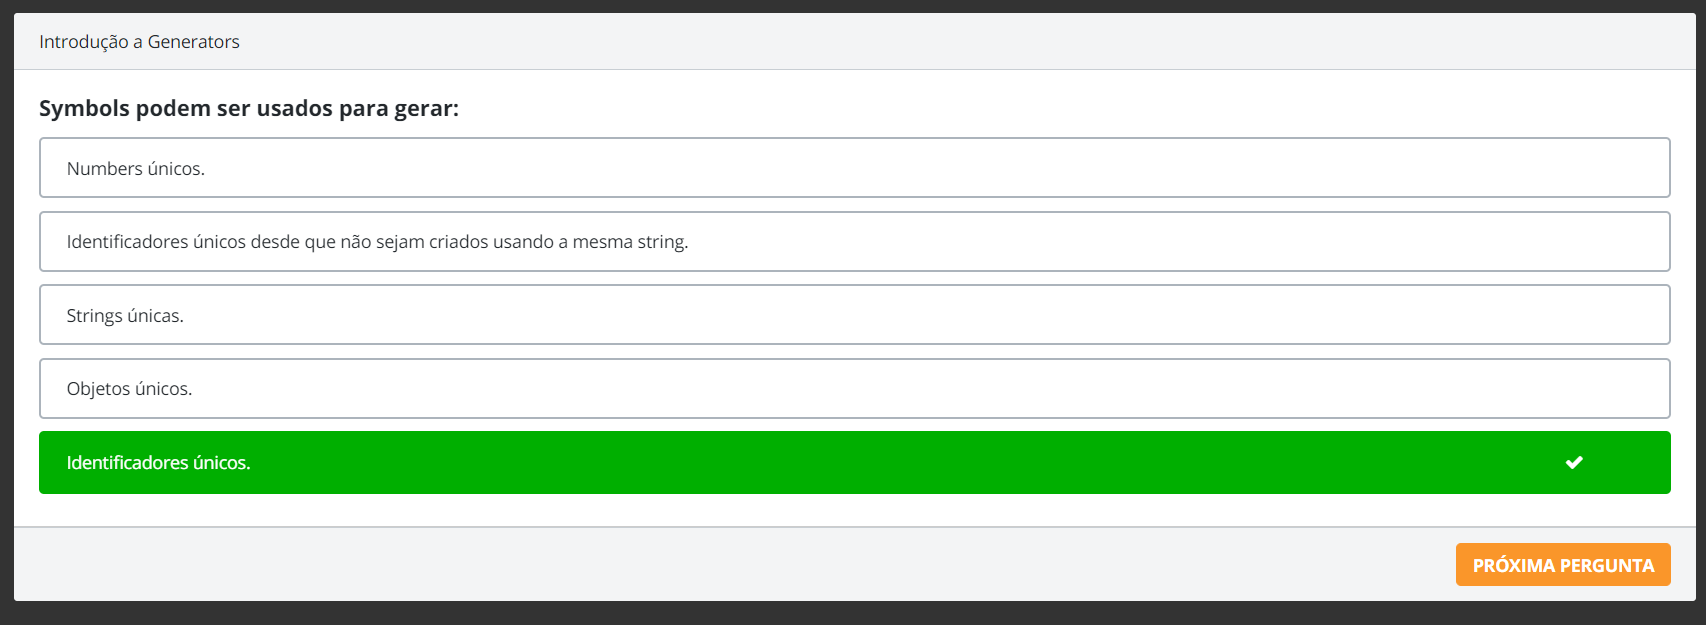 Introdução a Generators
Symbols podem ser usados para gerar:
Numbers únicos.
Identificadores únicos desde que não sejam criados usando a mesma string.
Strings únicas.
Objetos únicos.
Identificadores únicos.
PRÓXIMA PERGUNTA